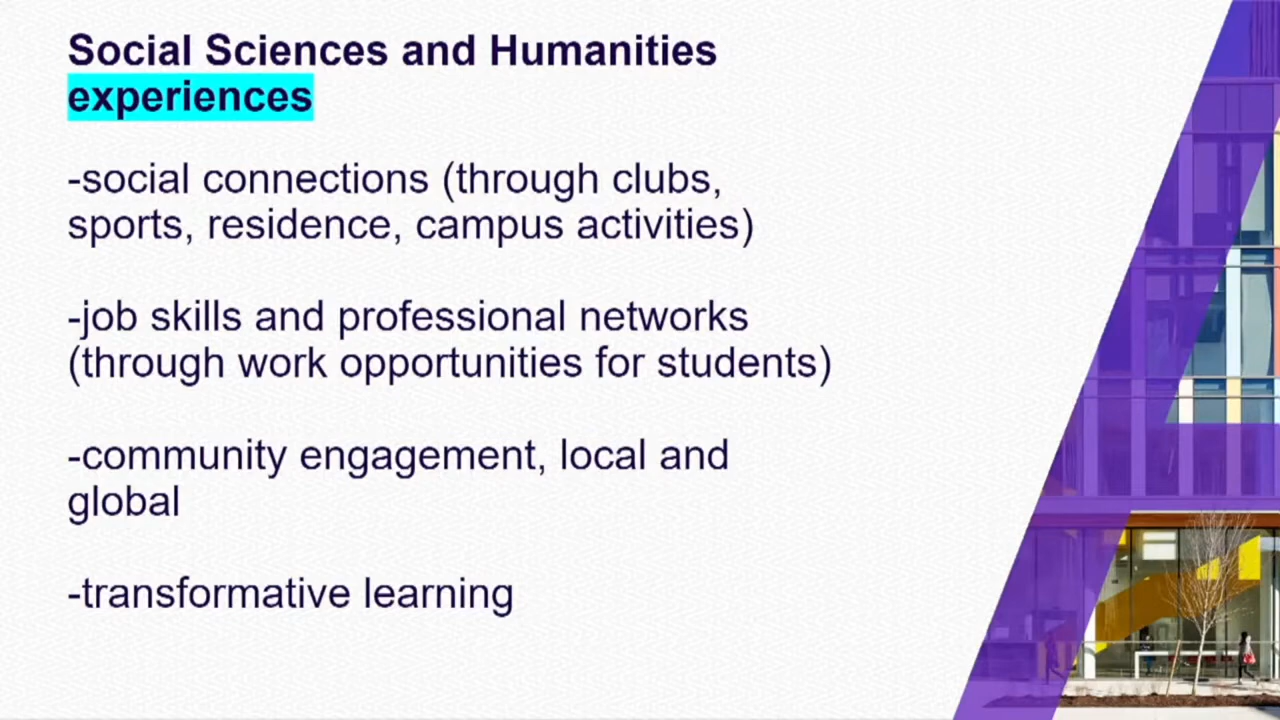 Social Sciences and Humanities
experiences
-social connections (through clubs,
sports, residence, campus activities)
-job skills and professional networks
(through work opportunities for students)
-community engagement, local and
global
-transformative learning